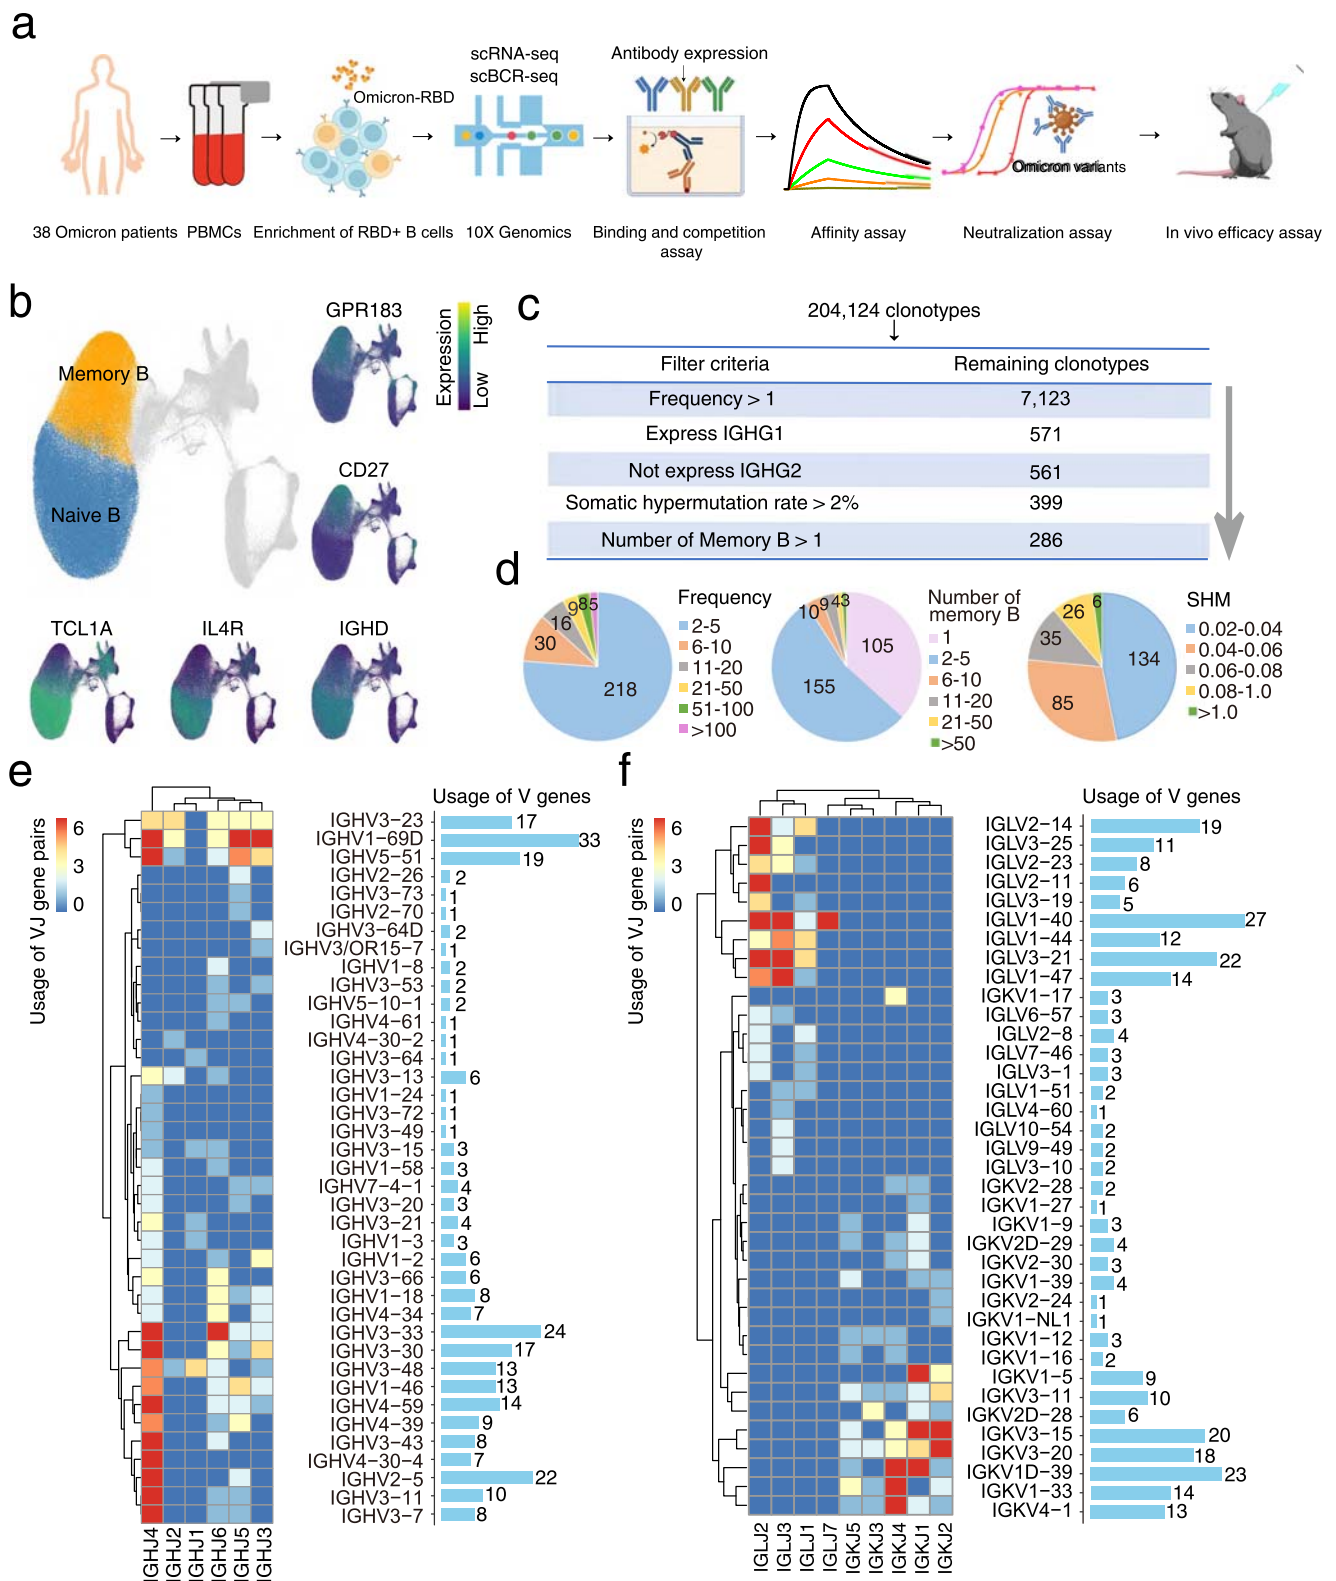 a
scRNA-seq
scBCR-seq
Antibody expression
Omicron-RBD
Omicron variants
38 Omicron patients
PBMCs
Enrichment of RBD+ B cells
10X Genomics
Binding and competition
assay
Affinity assay
Neutralization assay
In vivo efficacy assay
b
Memory B
Naive B
GPR183
Expression
Low
High
CD27
TCL1A
IL4R
IGHD
c
204,124 clonotypes
Filter criteria Remaining clonotypes
Frequency > 1 7,123
Express IGHG1 571
Not express IGHG2 561
Somatic hypermutation rate > 2% 399
Number of Memory B > 1 286
d
218
30
16
9
8
5
Frequency
2-5
6-10
11-20
21-50
51-100
>100
105
155
10
9
4
3
Number of
memory B
1
2-5
6-10
11-20
21-50
>50
134
85
35
26
6
SHM
0.02-0.04
0.04-0.06
0.06-0.08
0.08-1.0
>1.0
e
Usage of VJ gene pairs
6
3
0
Usage of V genes
IGHV3-23 17
IGHV1-69D 33
IGHV5-51 19
IGHV2-26 2
IGHV3-73 1
IGHV2-70 1
IGHV3-64D 2
IGHV3/OR15-7 1
IGHV1-8 2
IGHV3-53 2
IGHV5-10-1 2
IGHV4-61 1
IGHV4-30-2 1
IGHV3-64 1
IGHV3-13 6
IGHV1-24 1
IGHV3-72 1
IGHV3-49 1
IGHV3-15 3
IGHV1-58 3
IGHV7-4-1 4
IGHV3-20 3
IGHV3-21 4
IGHV1-3 3
IGHV1-2 6
IGHV3-66 6
IGHV1-18 8
IGHV4-34 7
IGHV3-33 24
IGHV3-30 17
IGHV3-48 13
IGHV1-46 13
IGHV4-59 14
IGHV4-39 9
IGHV3-43 8
IGHV4-30-4 7
IGHV2-5 22
IGHV3-11 10
IGHV3-7 8
IGHJ4
IGHJ2
IGHJ1
IGHJ6
IGHJ5
IGHJ3
f
Usage of VJ gene pairs
6
3
0
Usage of V genes
IGLV2-14 19
IGLV3-25 11
IGLV2-23 8
IGLV2-11 6
IGLV3-19 5
IGLV1-40 27
IGLV1-44 12
IGLV3-21 22
IGLV1-47 14
IGKV1-17 3
IGLV6-57 3
IGLV2-8 4
IGLV7-46 3
IGLV3-1 3
IGLV1-51 2
IGLV4-60 1
IGLV10-54 2
IGLV9-49 2
IGLV3-10 2
IGKV2-28 2
IGKV1-27 1
IGKV1-9 3
IGKV2D-29 4
IGKV2-30 3
IGKV1-39 4
IGKV2-24 1
IGKV1-NL1 1
IGKV1-12 3
IGKV1-16 2
IGKV1-5 9
IGKV3-11 10
IGKV2D-28 6
IGKV3-15 20
IGKV3-20 18
IGKV1D-39 23
IGKV1-33 14
IGKV4-1 13
IGLJ2
IGLJ3
IGLJ1
IGLJ7
IGKJ5
IGKJ3
IGKJ4
IGKJ1
IGKJ2